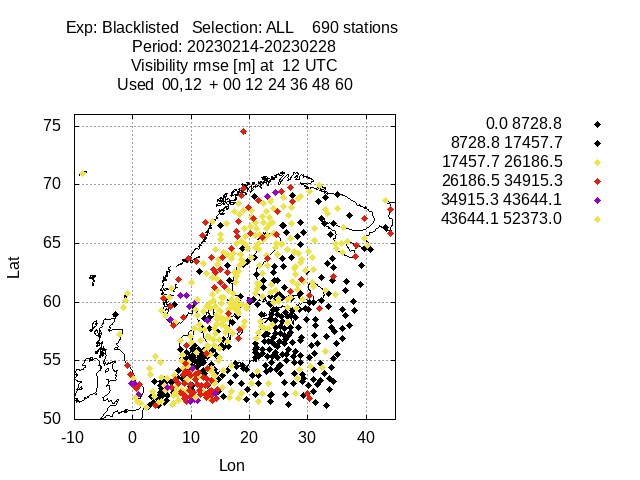 Exp: Blacklisted Selection: ALL 690 stations
Period: 20230214-20230228
Visibility rmse [m] at 12 UTC
Used 00,12 + 00 12 24 36 48 60
0.0 8728.8
8728.8 17457.7
17457.7 26186.5
26186.5 34915.3
34915.3 43644.1
43644.1 52373.0
75
70
65
60
55
50
Lat
-10 0 10 20 30 40
Lon